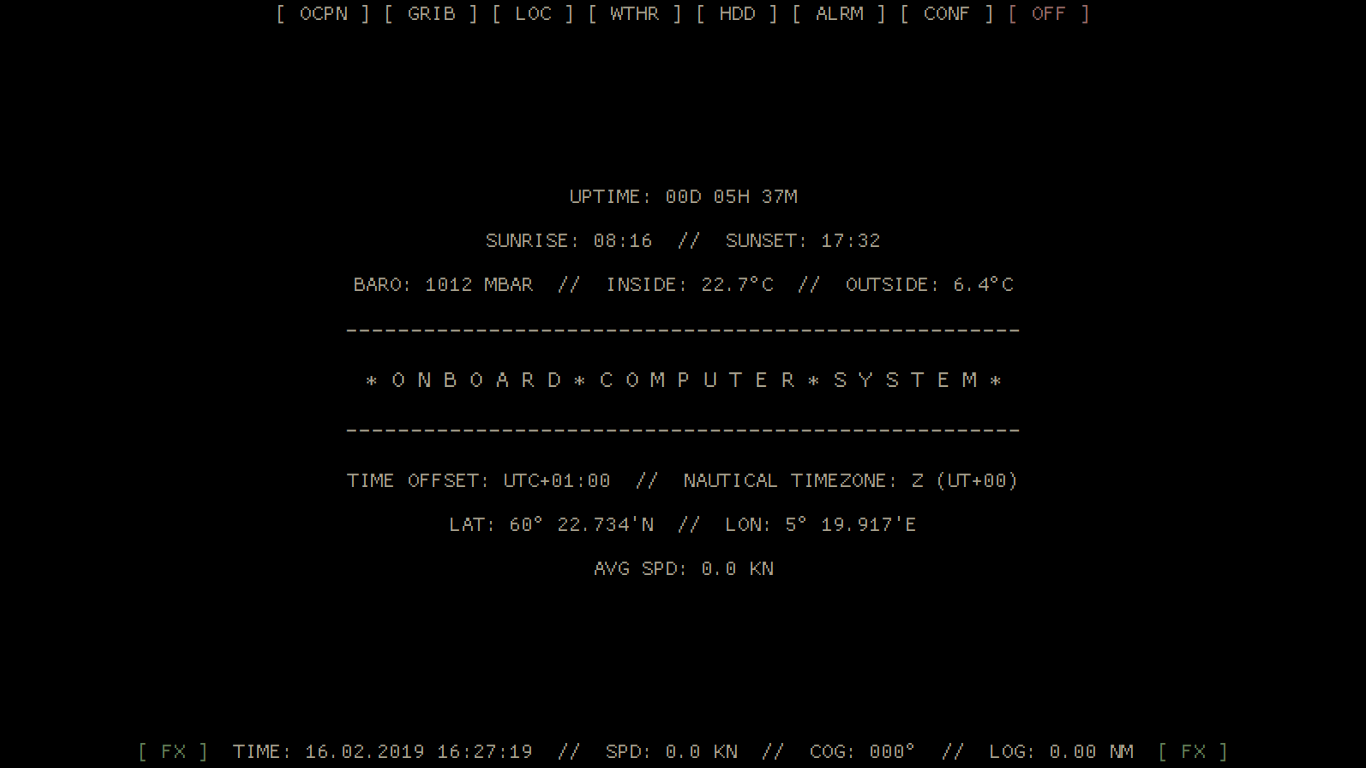 [ OCPN ] [ GRIB ] [ LOC ] [ WTHR ] [ HDD ] [ ALRM ] [ CONF ] [ OFF ]
UPTIME: 00D 05H 37M
SUNRISE: 08:16 // SUNSET: 17:32
BARO: 1012 MBAR // INSIDE: 22.7°C // OUTSIDE: 6.4°C
--------------------------------------------------------
* O N B O A R D * C O M P U T E R * S Y S T E M *
--------------------------------------------------------
TIME OFFSET: UTC+01:00 // NAUTICAL TIMEZONE: Z (UT+00)
LAT: 60° 22.734'N // LON: 5° 19.917'E
AVG SPD: 0.0 KN
[ FX ] TIME: 16.02.2019 16:27:19 // SPD: 0.0 KN // COG: 000° // LOG: 0.00 NM [ FX ]